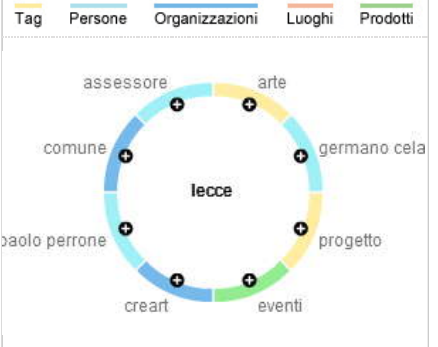 Tag Persone Organizzazioni Luoghi Prodotti
assessore arte
comune germano cela
lecce
paolo perrone progetto
creart eventi